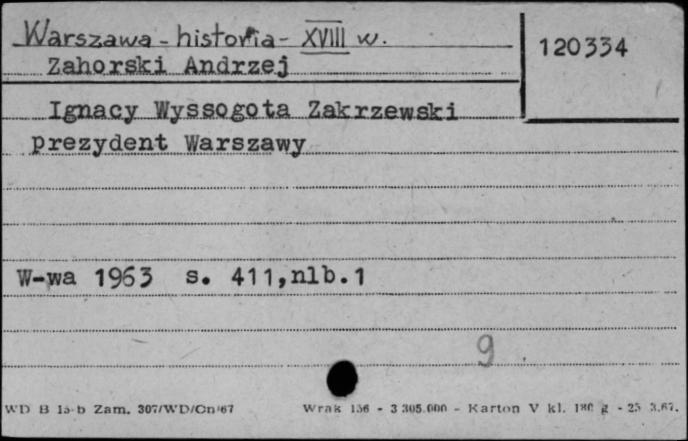 Warszawa - historia - XVIII w.
120334
Zahorski Andrzej
Ignacy Wyssogota Zakrzewski
prezydent Warszawy
W-wa 1963 s. 411,nlb.1
9
WD B 15-b Zam. 307/WD/Cn/67 Wrak 156 - 3 305.000 - Karton V kl. 180 g - 25 3.67.